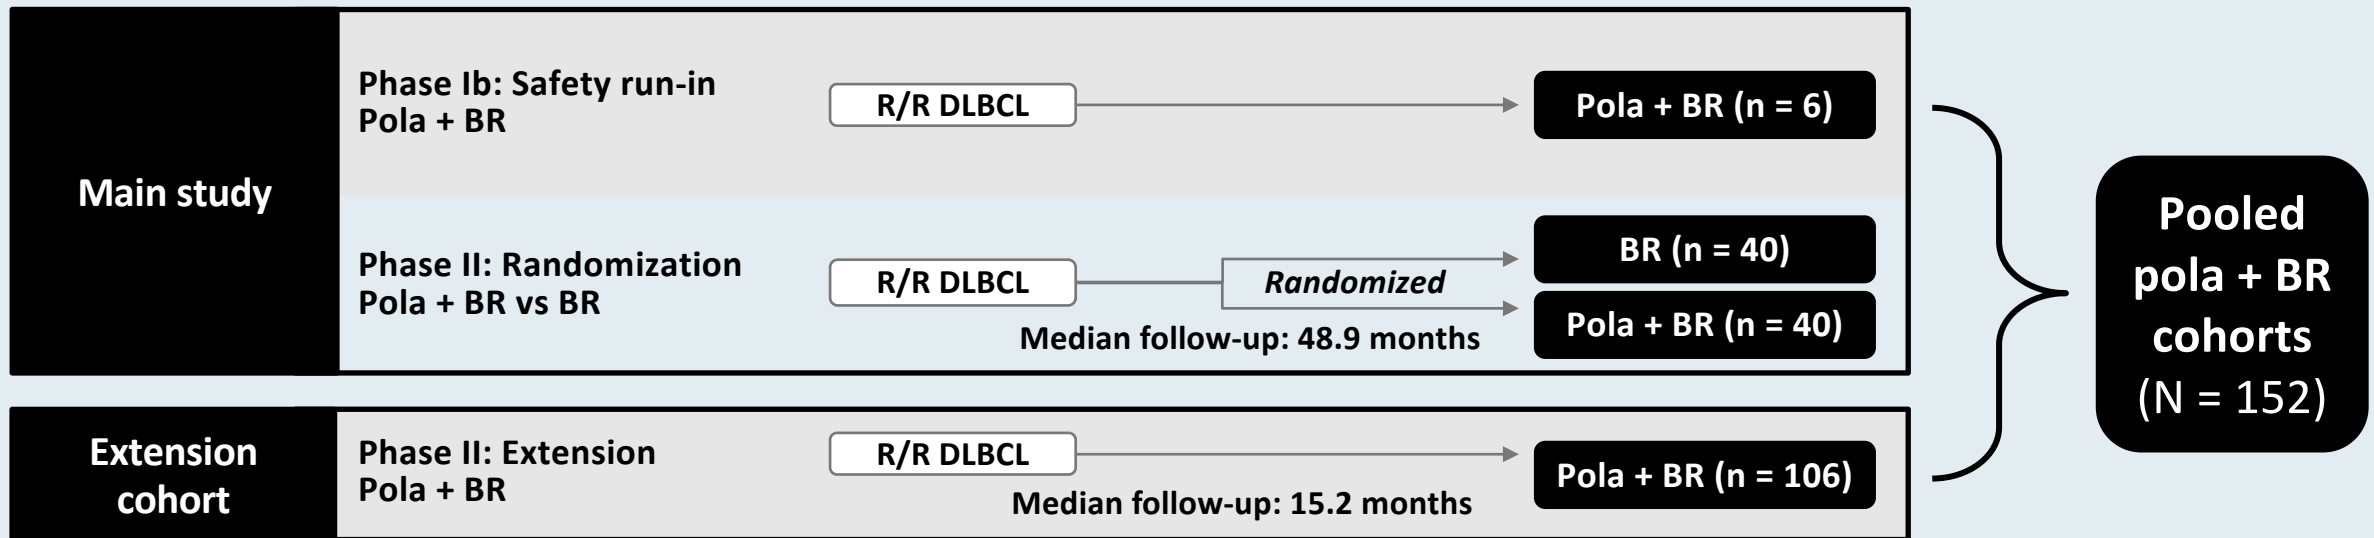 Main study
Phase Ib: Safety run-in
Pola + BR
R/R DLBCL
Pola + BR (n = 6)
Phase II: Randomization
Pola + BR vs BR
R/R DLBCL
Randomized
BR (n = 40)
Pola + BR (n = 40)
Median follow-up: 48.9 months
Extension
cohort
Phase II: Extension
Pola + BR
R/R DLBCL
Pola + BR (n = 106)
Median follow-up: 15.2 months
Pooled
pola + BR
cohorts
(N = 152)